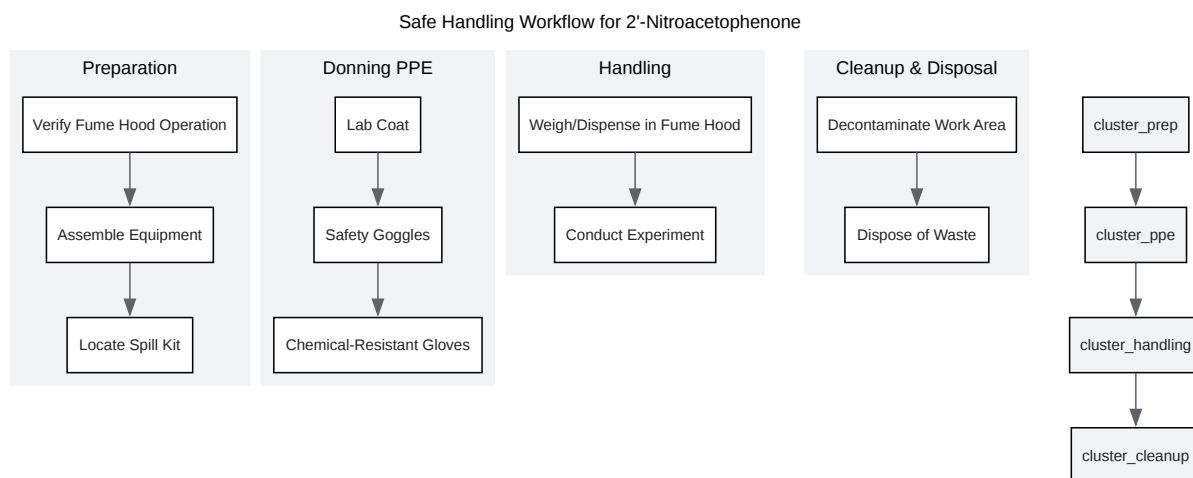 Safe Handling Workflow for 2'-Nitroacetophenone
Preparation
Verify Fume Hood Operation
Assemble Equipment
Locate Spill Kit
Donning PPE
Lab Coat
Safety Goggles
Chemical-Resistant Gloves
Handling
Weigh/Dispense in Fume Hood
Conduct Experiment
Cleanup & Disposal
Decontaminate Work Area
Dispose of Waste
cluster_prep
cluster_ppe
cluster_handling
cluster_cleanup